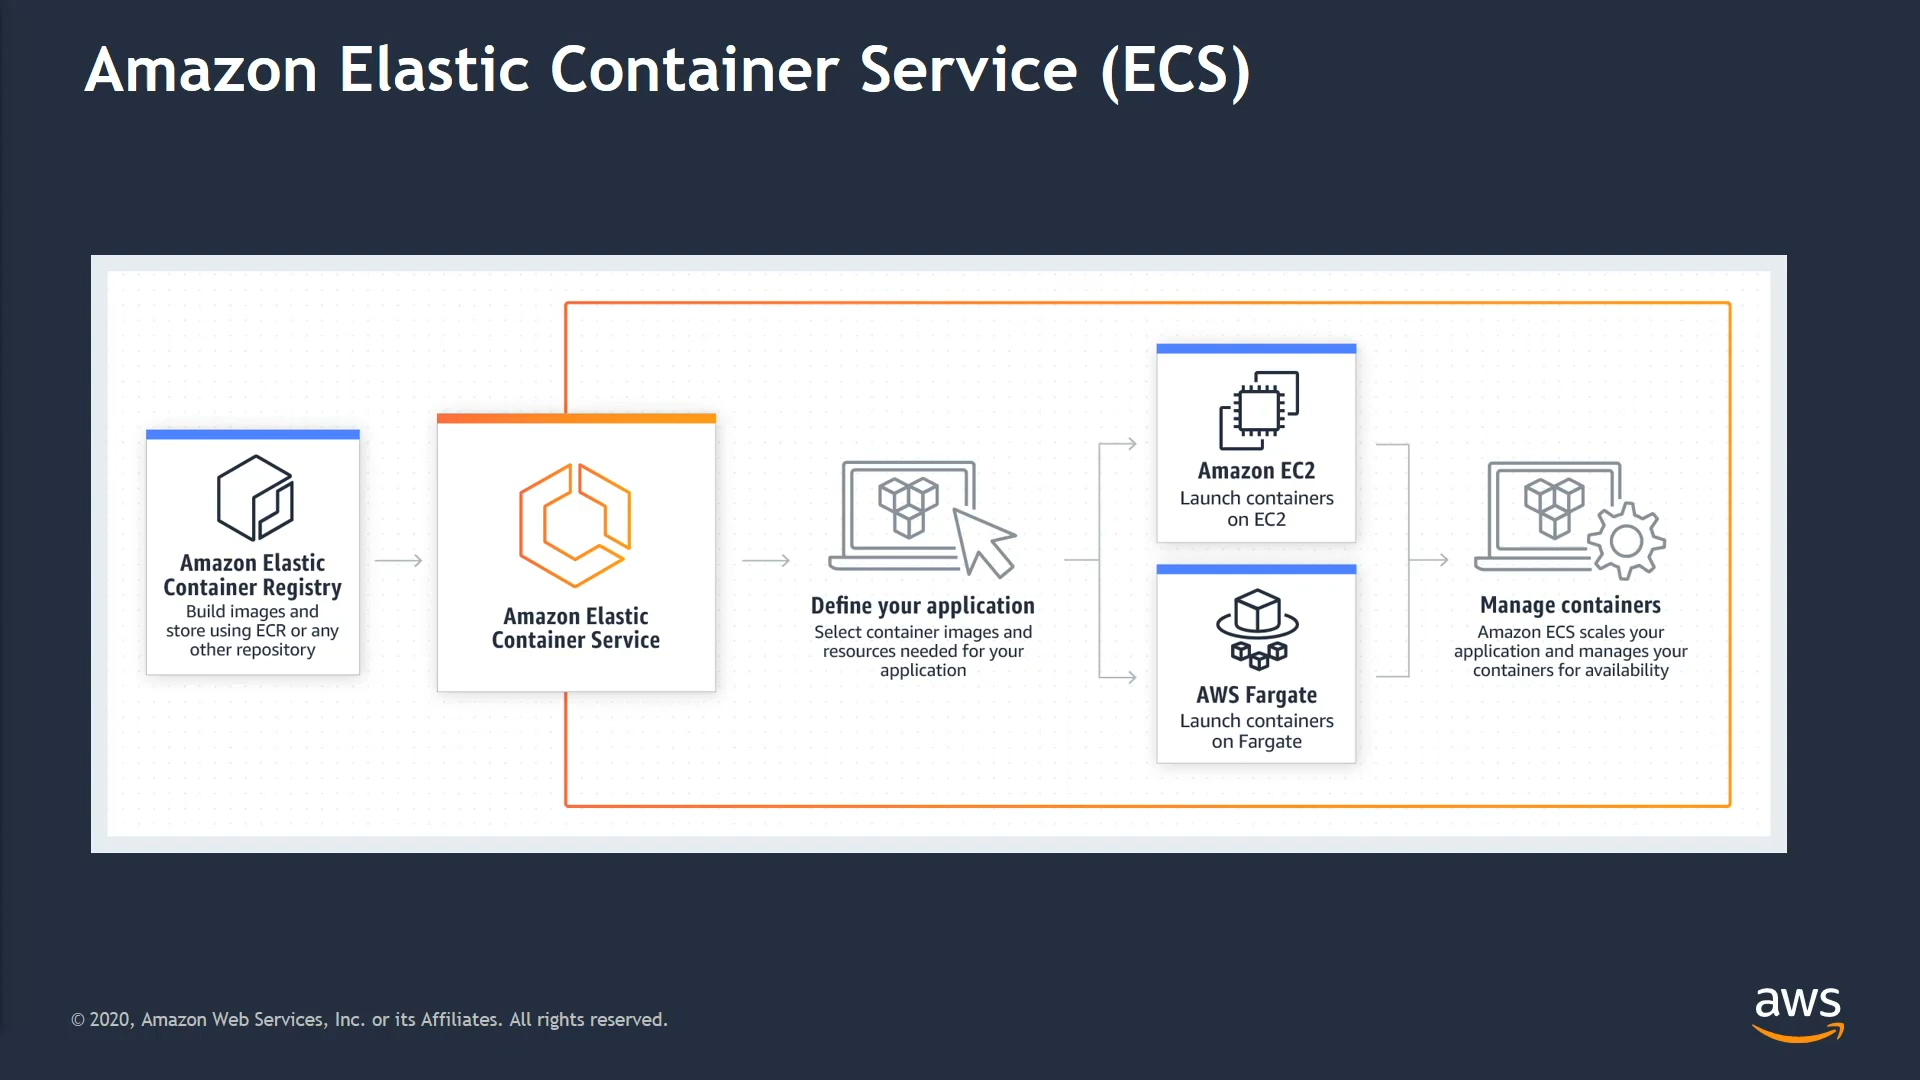 Amazon Elastic Container Service (ECS)
Amazon Elastic
Container Registry
Build images and
store using ECR or any
other repository
Amazon Elastic
Container Service
Define your application
Select container images and
resources needed for your
application
Amazon EC2
Launch containers
on EC2
AWS Fargate
Launch containers
on Fargate
Manage containers
Amazon ECS scales your
application and manages your
containers for availability
© 2020, Amazon Web Services, Inc. or its Affiliates. All rights reserved.
aws